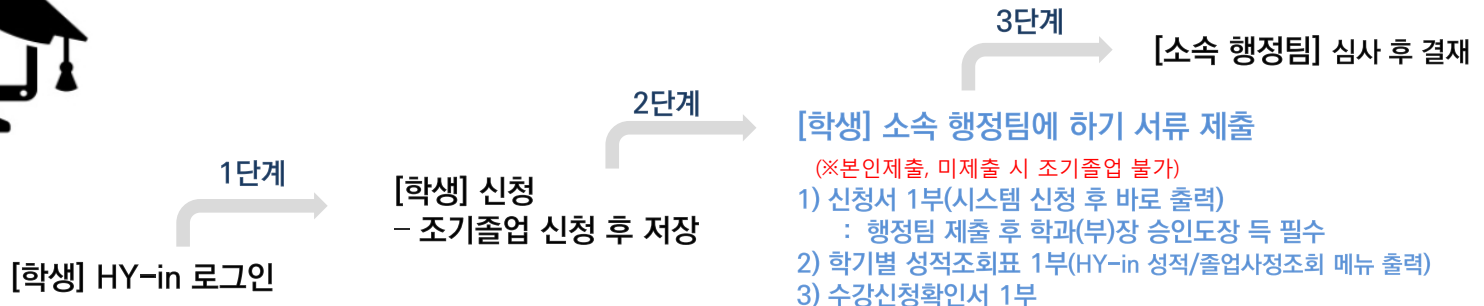 3단계
[소속 행정팀] 심사 후 결재
2단계
[학생] 소속 행정팀에 하기 서류 제출
(※본인제출, 미제출 시 조기졸업 불가)
1) 신청서 1부(시스템 신청 후 바로 출력)
: 행정팀 제출 후 학과(부)장 승인도장 득 필수
2) 학기별 성적조회표 1부(HY-in 성적/졸업사정조회 메뉴 출력)
3) 수강신청확인서 1부
1단계
[학생] 신청
- 조기졸업 신청 후 저장
[학생] HY-in 로그인